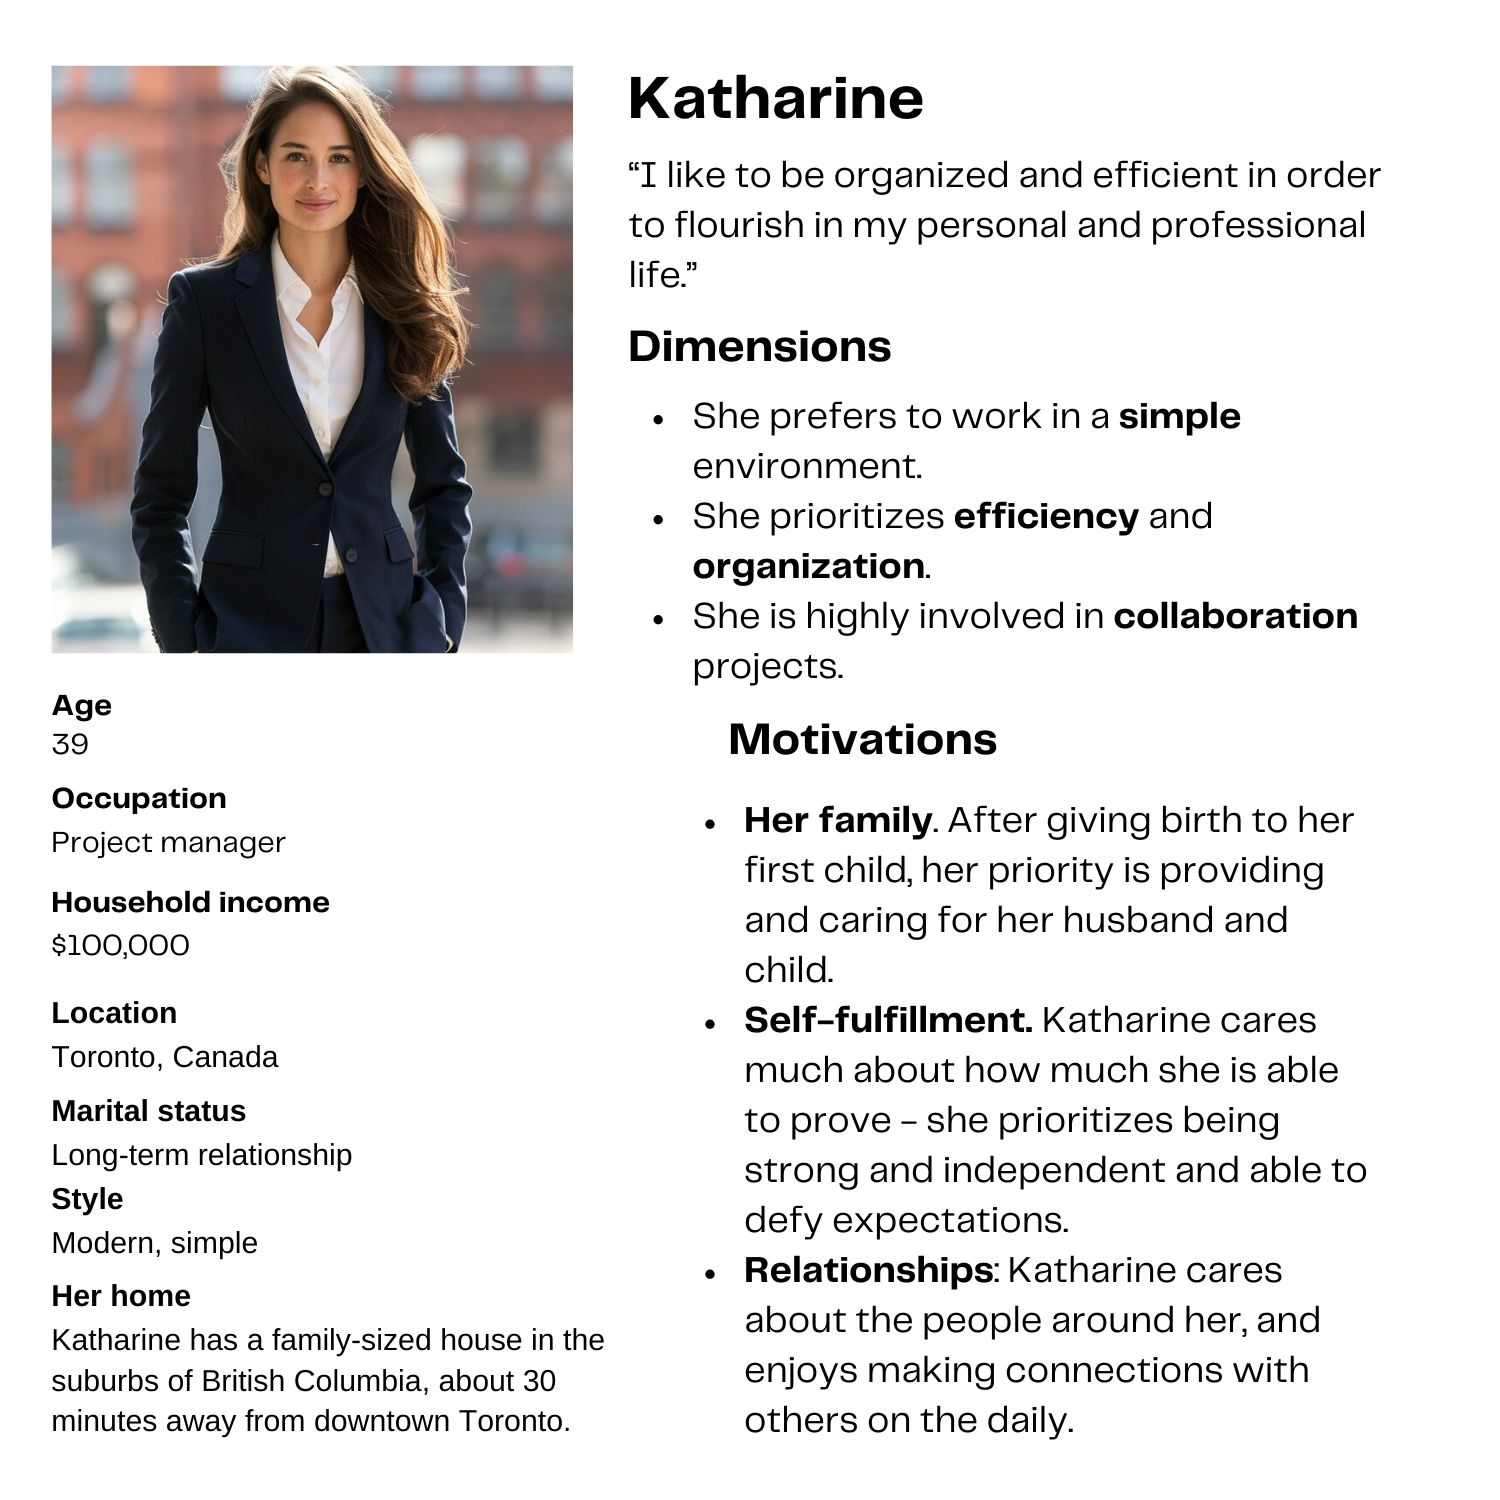 Katharine
“I like to be organized and efficient in order
to flourish in my personal and professional
life.”
Dimensions
• She prefers to work in a simple
environment.
• She prioritizes efficiency and
organization.
• She is highly involved in collaboration
projects.
Motivations
• Her family. After giving birth to her
first child, her priority is providing
and caring for her husband and
child.
• Self-fulfillment. Katharine cares
much about how much she is able
to prove - she prioritizes being
strong and independent and able to
defy expectations.
• Relationships: Katharine cares
about the people around her, and
enjoys making connections with
others on the daily.
Age
39
Occupation
Project manager
Household income
$100,000
Location
Toronto, Canada
Marital status
Long-term relationship
Style
Modern, simple
Her home
Katharine has a family-sized house in the
suburbs of British Columbia, about 30
minutes away from downtown Toronto.